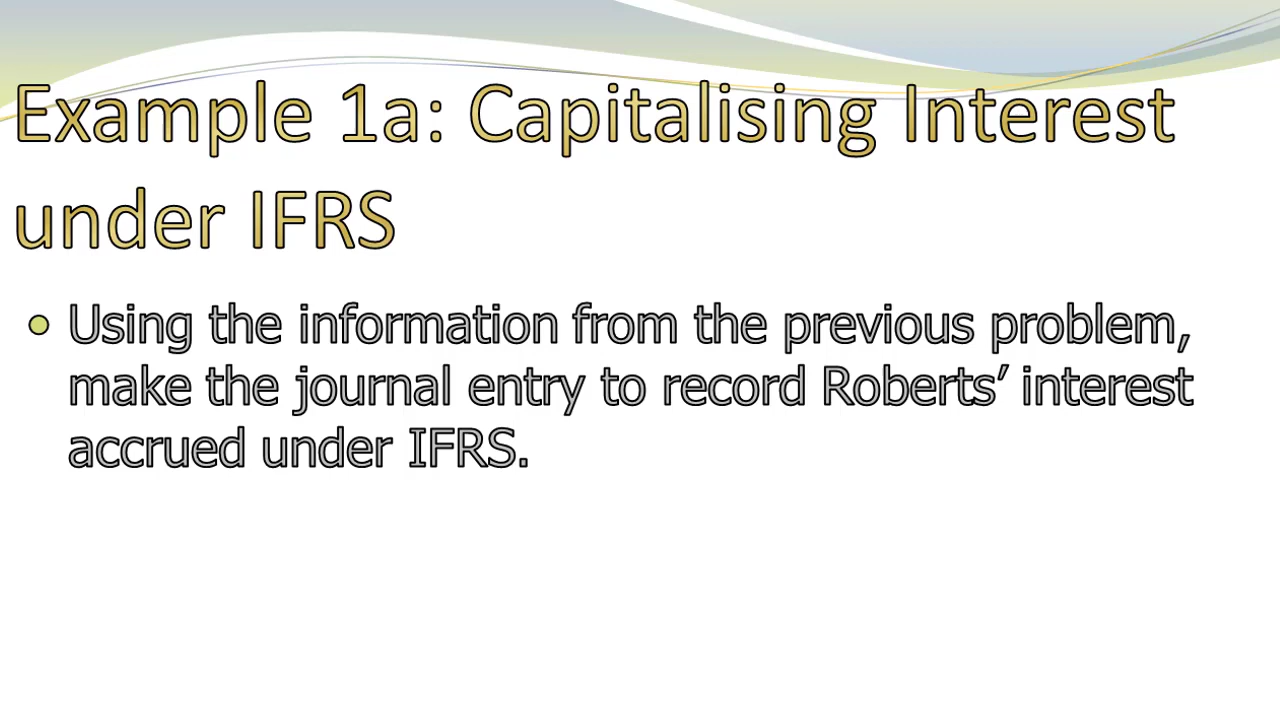 Example 1a: Capitalising Interest
under IFRS
• Using the information from the previous problem,
make the journal entry to record Roberts’ interest
accrued under IFRS.